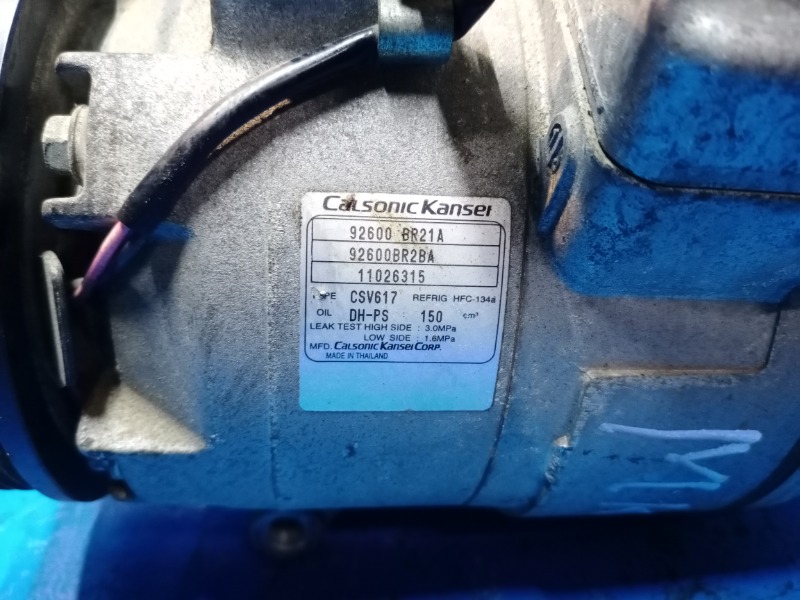 CALSONIC KANSEI
92600 BR21A
92600BR2BA
11026315
TYPE CSV617 REFRIG HFC-134a
OIL DH-PS 150 cm³
LEAK TEST HIGH SIDE : 3.0MPa
LOW SIDE : 1.6MPa
MFD. CALSONIC KANSEI CORP.
MADE IN THAILAND